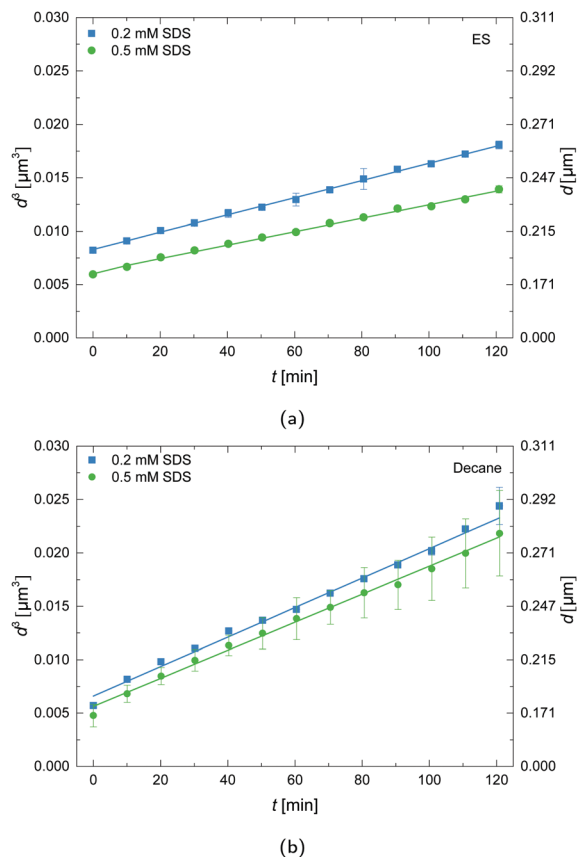 0.2 mM SDS
0.5 mM SDS
ES
0.030
0.025
0.020
0.015
0.010
0.005
0.000
d³ [µm³]
0.311
0.292
0.271
0.247
0.215
0.171
0.000
d [µm]
0 20 40 60 80 100 120
t [min]
(a)
0.2 mM SDS
0.5 mM SDS
Decane
0.030
0.025
0.020
0.015
0.010
0.005
0.000
d³ [µm³]
0.311
0.292
0.271
0.247
0.215
0.171
0.000
d [µm]
0 20 40 60 80 100 120
t [min]
(b)